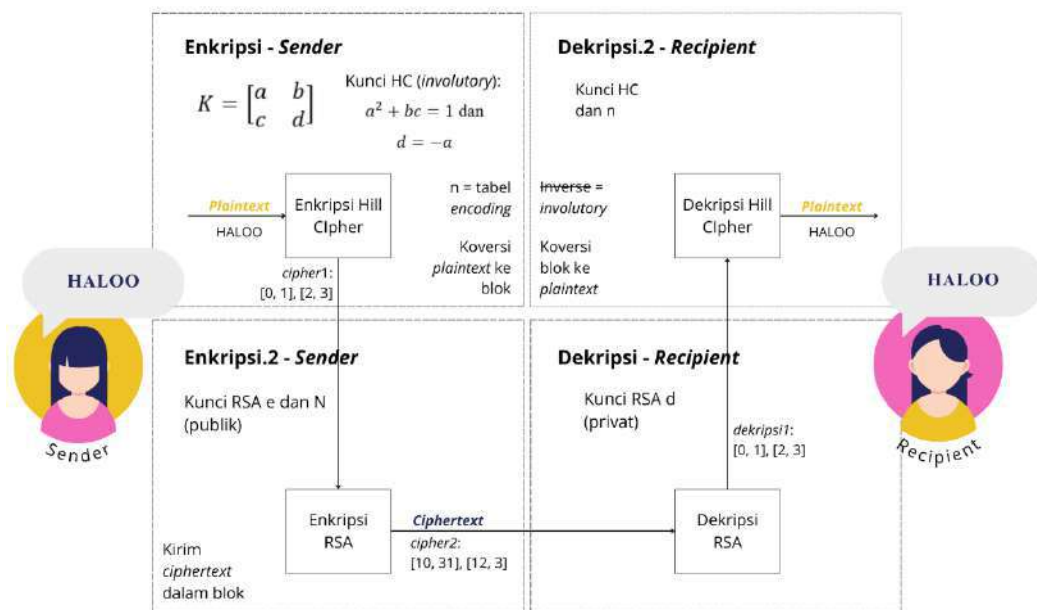 Enkripsi - Sender
K = [a b
c d]
Kunci HC (involutory):
a² + bc = 1 dan
d = −a
Plaintext
HALOO
Enkripsi Hill
CIpher
n = tabel
encoding
Koversi
plaintext ke
blok
cipher1:
[0, 1], [2, 3]
Dekripsi.2 - Recipient
Kunci HC
dan n
Inverse =
involutory
Koversi
blok ke
plaintext
Dekripsi Hill
CIpher
Plaintext
HALOO
HALOO
Sender
HALOO
Recipient
Enkripsi.2 - Sender
Kunci RSA e dan N
(publik)
Enkripsi
RSA
Kirim
ciphertext
dalam blok
Ciphertext
cipher2:
[10, 31], [12, 3]
Dekripsi - Recipient
Kunci RSA d
(privat)
dekripsi1:
[0, 1], [2, 3]
Dekripsi
RSA